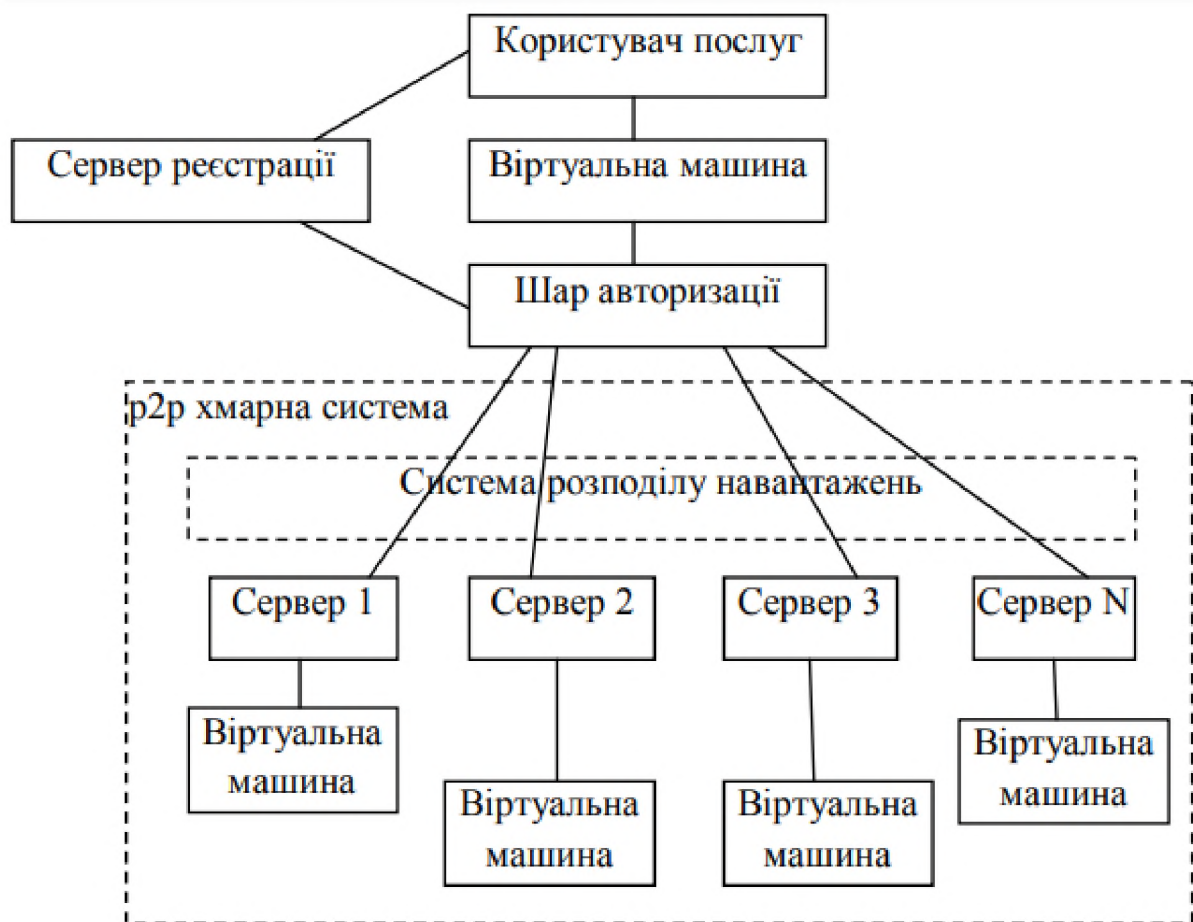 Користувач послуг
Сервер реєстрації
Віртуальна машина
Шар авторизації
р2р хмарна система
Система розподілу навантажень
Сервер 1
Сервер 2
Сервер 3
Сервер N
Віртуальна
машина
Віртуальна
машина
Віртуальна
машина
Віртуальна
машина